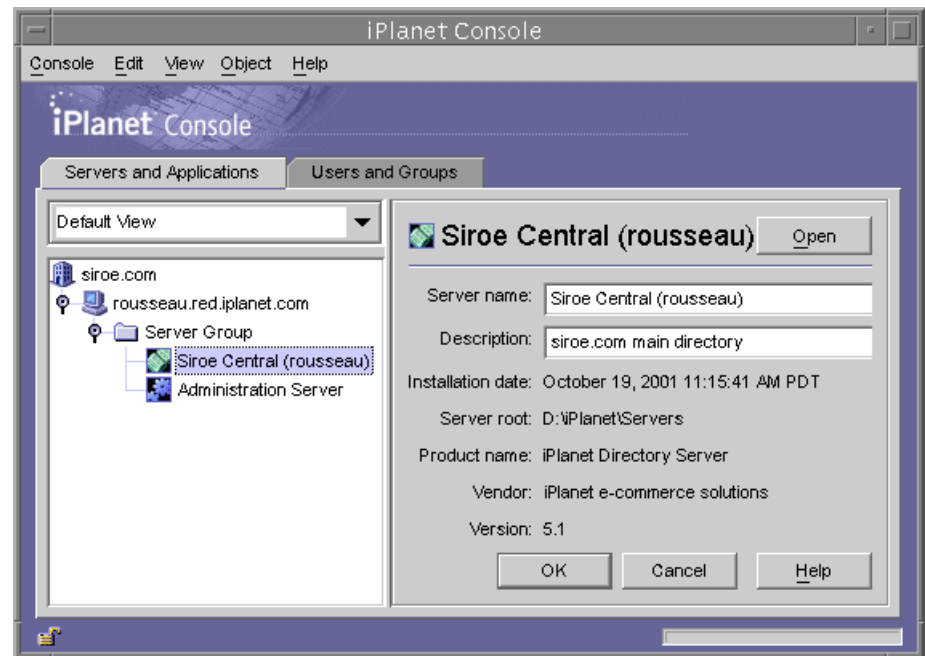 iPlanet Console
Console Edit View Object Help
iPlanet Console
Servers and Applications Users and Groups
Default View
siroe.com
rousseau.red.iplanet.com
Server Group
Siroe Central (rousseau)
Administration Server
Siroe Central (rousseau) Open
Server name: Siroe Central (rousseau)
Description: siroe.com main directory
Installation date: October 19, 2001 11:15:41 AM PDT
Server root: D:\iPlanet\Servers
Product name: iPlanet Directory Server
Vendor: iPlanet e-commerce solutions
Version: 5.1
OK Cancel Help